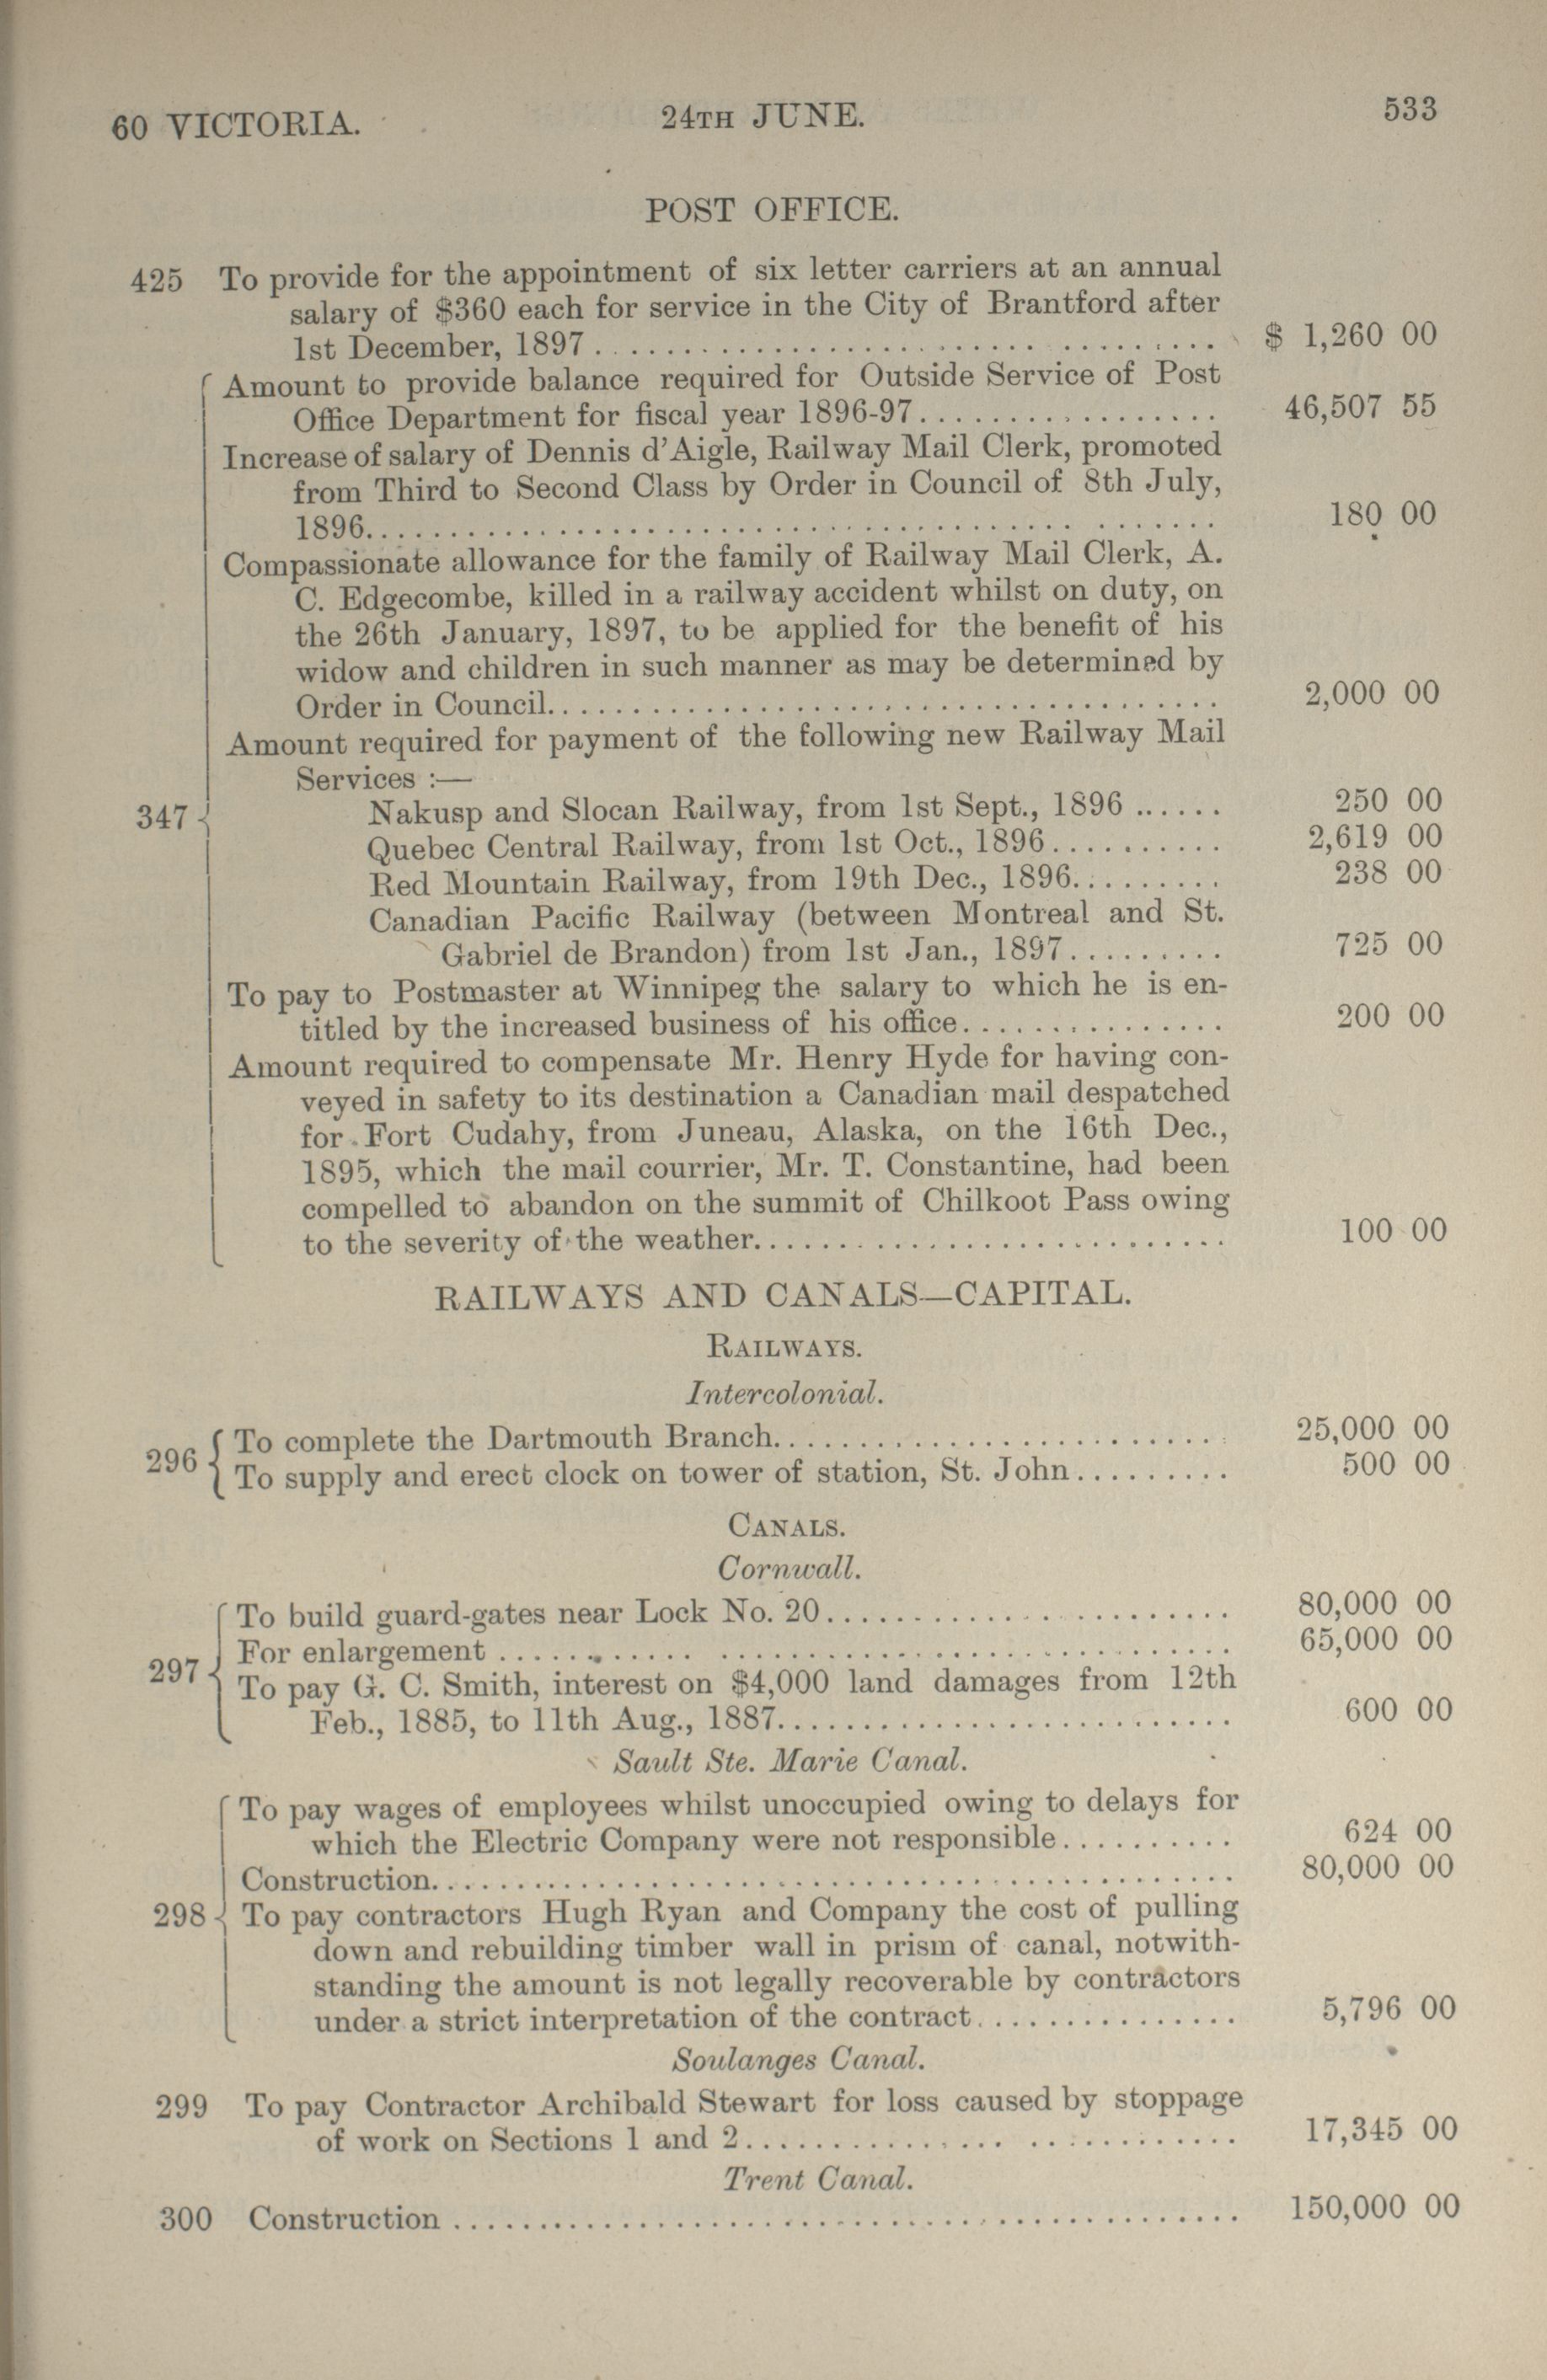 60 VICTORIA. 24TH JUNE. 533
POST OFFICE.
425 To provide for the appointment of six letter carriers at an annual
salary of $360 each for service in the City of Brantford after
1st December, 1897 . . . . . . . . . . $ 1,260 00
Amount to provide balance required for Outside Service of Post
Office Department for fiscal year 1896-97. . . . . . . . . . 46,507 55
Increase of salary of Dennis d'Aigle, Railway Mail Clerk, promoted
from Third to Second Class by Order in Council of 8th July,
1896. . . . . . . . . . 180 00
Compassionate allowance for the family of Railway Mail Clerk, A.
C. Edgecombe, killed in a railway accident whilst on duty, on
the 26th January, 1897, to be applied for the benefit of his
widow and children in such manner as may be determined by
Order in Council. . . . . . . . . . 2,000 00
Amount required for payment of the following new Railway Mail
Services :—
347 Nakusp and Slocan Railway, from 1st Sept., 1896 . . . . . . 250 00
Quebec Central Railway, from 1st Oct., 1896. . . . . . . . . . 2,619 00
Red Mountain Railway, from 19th Dec., 1896. . . . . . . . . 238 00
Canadian Pacific Railway (between Montreal and St.
Gabriel de Brandon) from 1st Jan., 1897. . . . . . . . . 725 00
To pay to Postmaster at Winnipeg the salary to which he is en-
titled by the increased business of his office. . . . . . . . . . 200 00
Amount required to compensate Mr. Henry Hyde for having con-
veyed in safety to its destination a Canadian mail despatched
for Fort Cudahy, from Juneau, Alaska, on the 16th Dec.,
1895, which the mail courrier, Mr. T. Constantine, had been
compelled to abandon on the summit of Chilkoot Pass owing
to the severity of the weather. . . . . . . . . . 100 00
RAILWAYS AND CANALS—CAPITAL.
RAILWAYS.
Intercolonial.
296 To complete the Dartmouth Branch. . . . . . . . . . 25,000 00
To supply and erect clock on tower of station, St. John. . . . . . . . . 500 00
CANALS.
Cornwall.
To build guard-gates near Lock No. 20. . . . . . . . . . 80,000 00
For enlargement . . . . . . . . . . 65,000 00
297 To pay G. C. Smith, interest on $4,000 land damages from 12th
Feb., 1885, to 11th Aug., 1887. . . . . . . . . . 600 00
Sault Ste. Marie Canal.
To pay wages of employees whilst unoccupied owing to delays for
which the Electric Company were not responsible. . . . . . . . . . 624 00
Construction. . . . . . . . . . 80,000 00
298 To pay contractors Hugh Ryan and Company the cost of pulling
down and rebuilding timber wall in prism of canal, notwith-
standing the amount is not legally recoverable by contractors
under a strict interpretation of the contract. . . . . . . . . . 5,796 00
Soulanges Canal.
299 To pay Contractor Archibald Stewart for loss caused by stoppage
of work on Sections 1 and 2. . . . . . . . . . 17,345 00
Trent Canal.
300 Construction . . . . . . . . . . 150,000 00